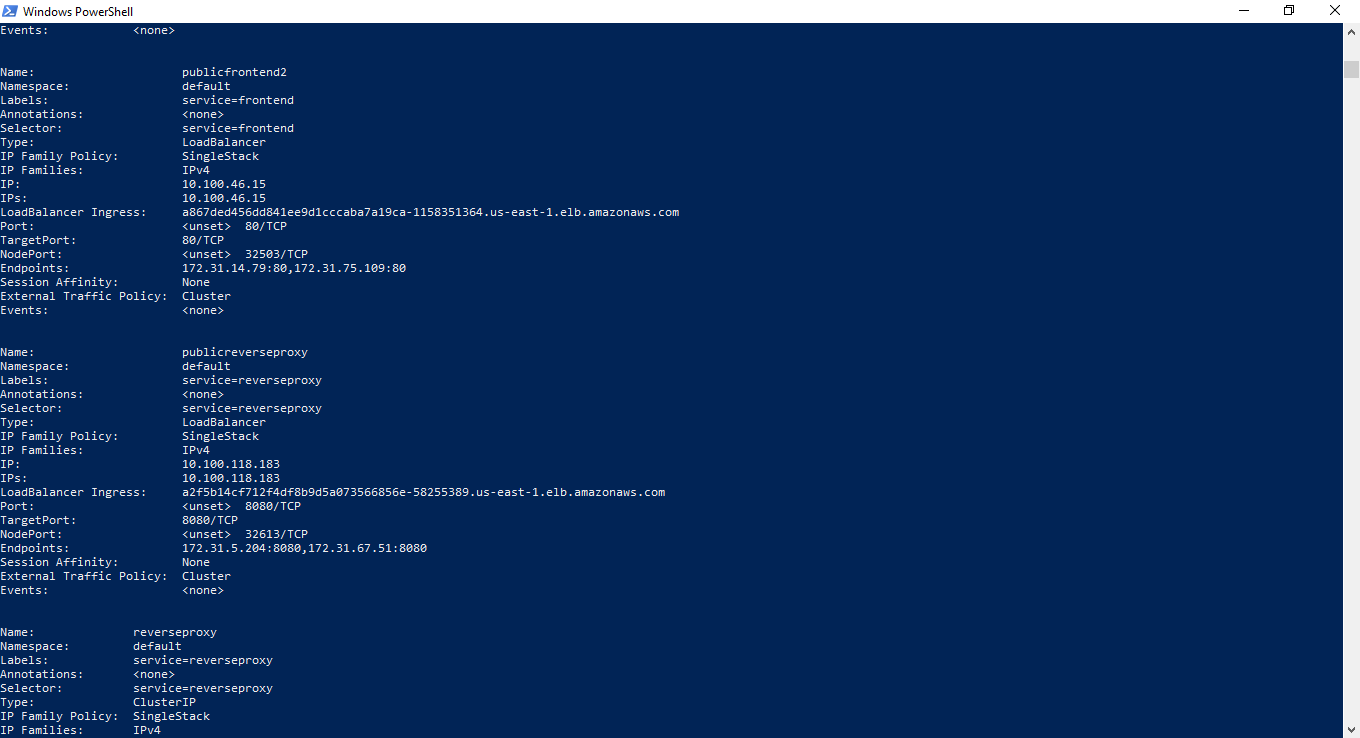 Windows PowerShell
Events:            <none>


Name:                     publicfrontend2
Namespace:                default
Labels:                   service=frontend
Annotations:              <none>
Selector:                 service=frontend
Type:                     LoadBalancer
IP Family Policy:         SingleStack
IP Families:              IPv4
IP:                       10.100.46.15
IPs:                      10.100.46.15
LoadBalancer Ingress:     a867ded456dd841ee9d1cccaba7a19ca-1158351364.us-east-1.elb.amazonaws.com
Port:                     <unset>  80/TCP
TargetPort:               80/TCP
NodePort:                 <unset>  32503/TCP
Endpoints:                172.31.14.79:80,172.31.75.109:80
Session Affinity:         None
External Traffic Policy:  Cluster
Events:                   <none>


Name:                     publicreverseproxy
Namespace:                default
Labels:                   service=reverseproxy
Annotations:              <none>
Selector:                 service=reverseproxy
Type:                     LoadBalancer
IP Family Policy:         SingleStack
IP Families:              IPv4
IP:                       10.100.118.183
IPs:                      10.100.118.183
LoadBalancer Ingress:     a2f5b14cf712f4df8b9d5a073566856e-58255389.us-east-1.elb.amazonaws.com
Port:                     <unset>  8080/TCP
TargetPort:               8080/TCP
NodePort:                 <unset>  32613/TCP
Endpoints:                172.31.5.204:8080,172.31.67.51:8080
Session Affinity:         None
External Traffic Policy:  Cluster
Events:                   <none>


Name:              reverseproxy
Namespace:         default
Labels:            service=reverseproxy
Annotations:       <none>
Selector:          service=reverseproxy
Type:              ClusterIP
IP Family Policy:  SingleStack
IP Families:       IPv4